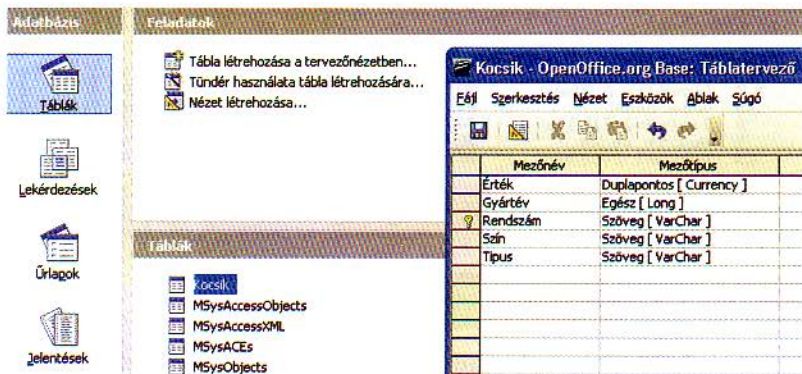 Adatbázis
Táblák
Lekérdezések
Űrlapok
Jelentések
Feladatok
Tábla létrehozása a tervezőnézetben...
Tündér használata tábla létrehozására...
Nézet létrehozása...
Táblák
Kocsik
MSysAccessObjects
MSysAccessXML
MSysACEs
MSysObjects
Kocsik - OpenOffice.org Base: Táblatervező
Fájl Szerkesztés Nézet Eszközök Ablak Súgó
Mezőnév Mezőtípus
Érték Duplapontos [ Currency ]
Gyártév Egész [ Long ]
Rendszám Szöveg [ VarChar ]
Szín Szöveg [ VarChar ]
Tipus Szöveg [ VarChar ]